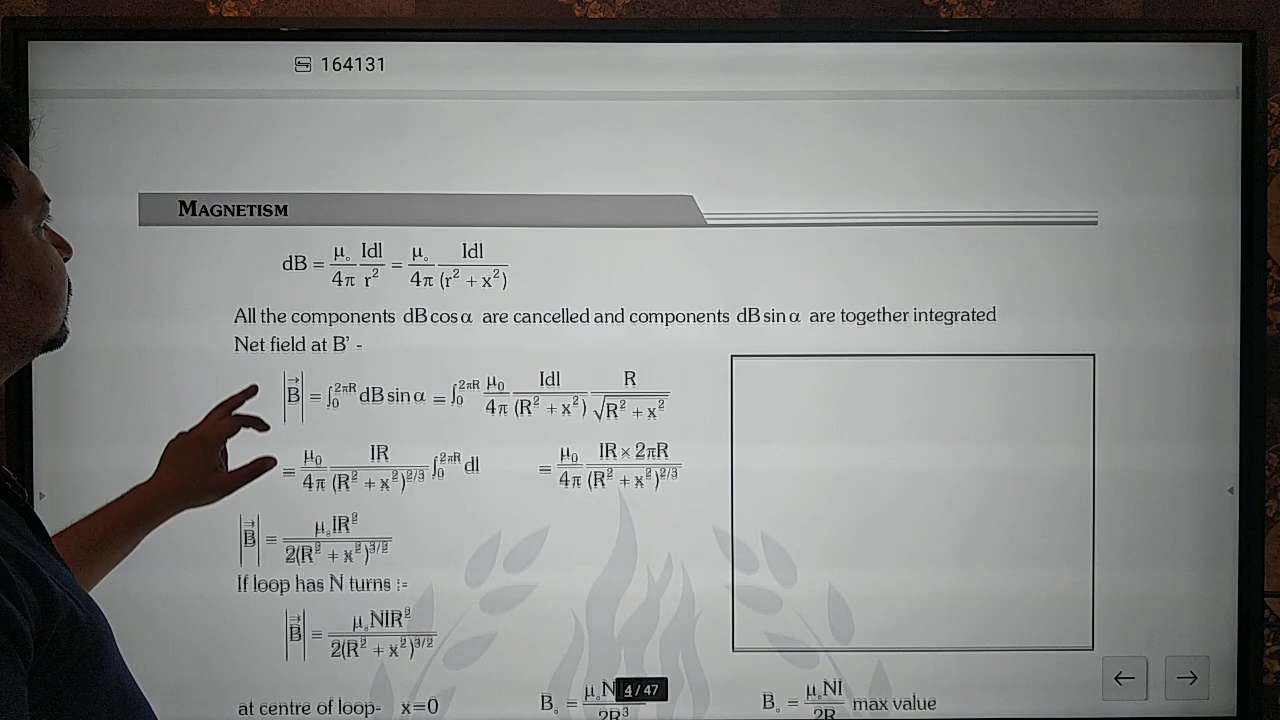 164131
MAGNETISM
dB = μ₀/4π Idl/r² = μ₀/4π Idl/(r² + x²)
All the components dB cos α are cancelled and components dB sin α are together integrated
Net field at B' -
|B⃗| = ∫₀^2πR dB sin α = ∫₀^2πR μ₀/4π Idl/(R² + x²) R/√(R² + x²)
= μ₀/4π IR/(R² + x²)^2/3 ∫₀^2πR dl = μ₀/4π IR × 2πR/(R² + x²)^2/3
|B⃗| = μ₀IR²/2(R² + x²)^3/2
If loop has N turns :-
|B⃗| = μ₀NIR²/2(R² + x²)^3/2
4 / 47
at centre of loop- x=0 B₀ = μ₀N /2R³ B₀ = μ₀NI/2R max value